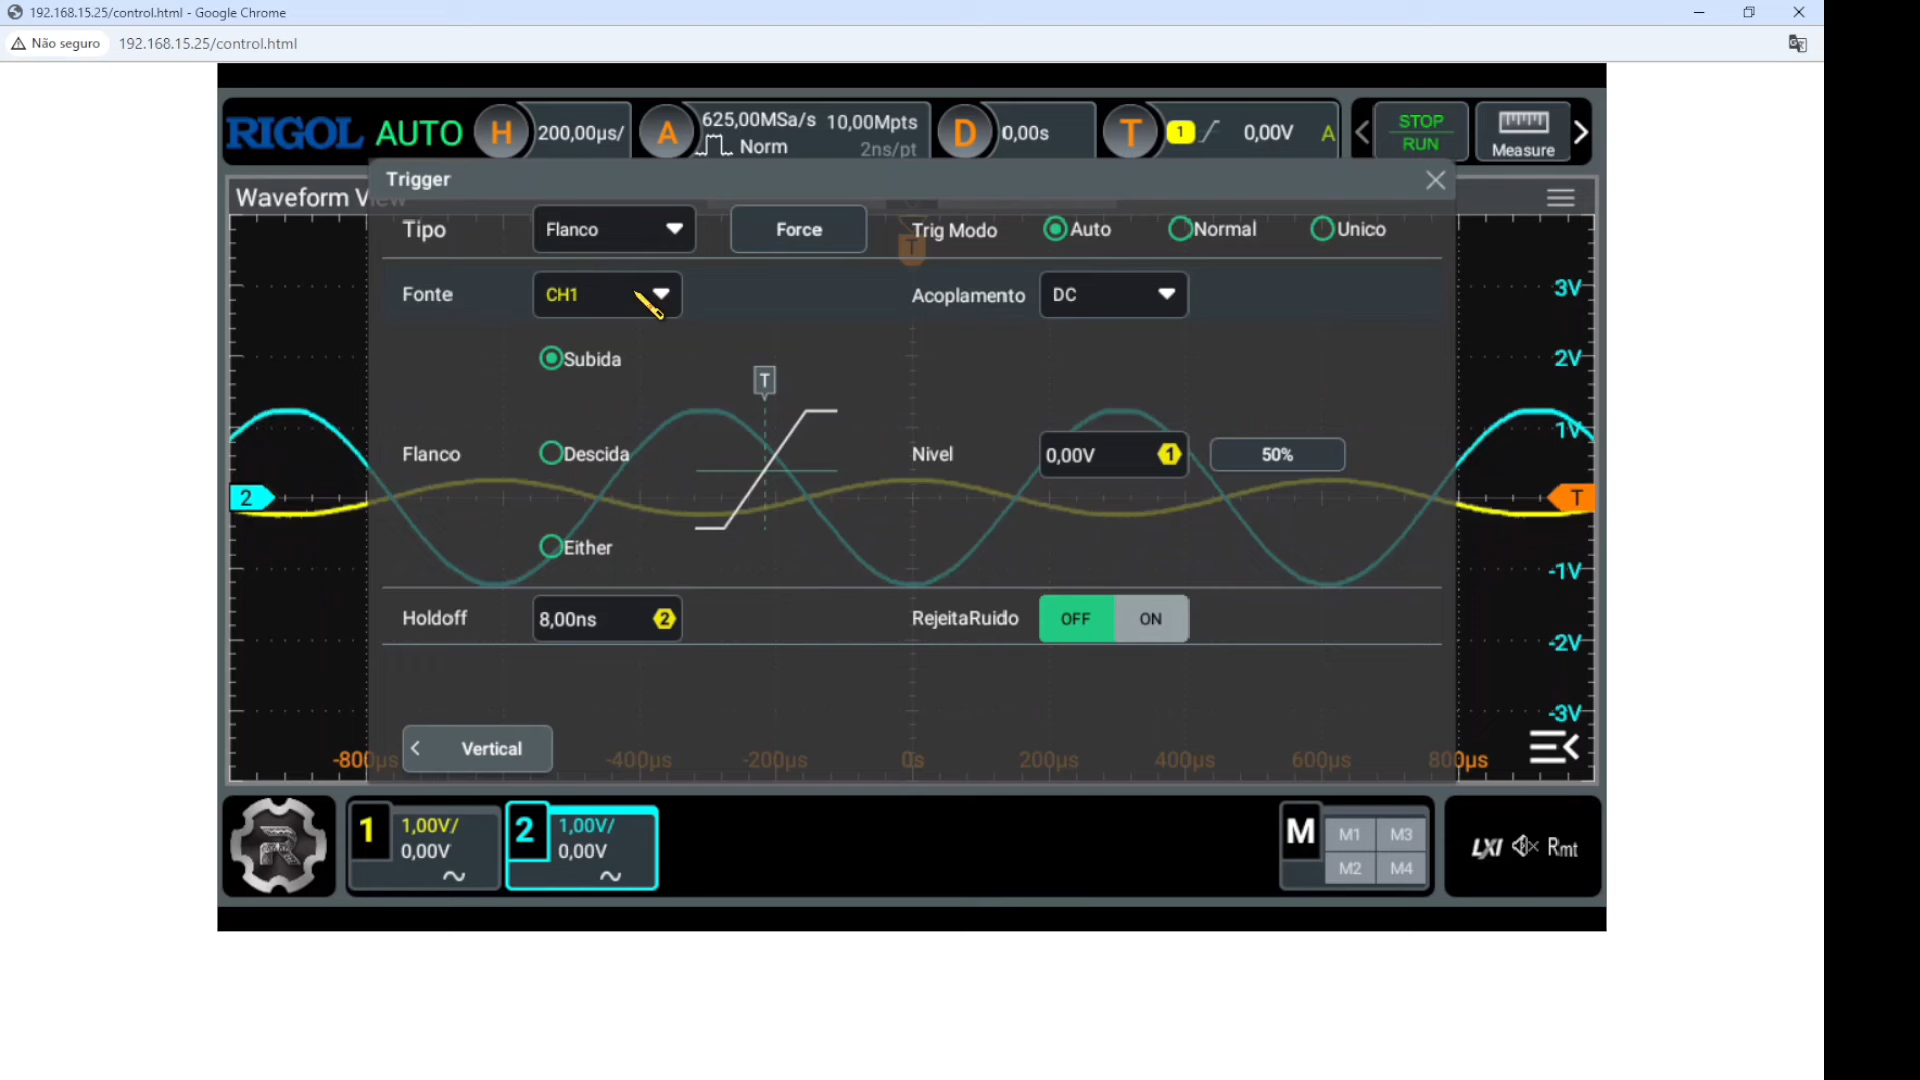 192.168.15.25/control.html - Google Chrome
Não seguro 192.168.15.25/control.html
RIGOL AUTO H 200,00µs/ A 625,00MSa/s 10,00Mpts D 0,00s T 1 0,00V A STOP Measure
Norm 2ns/pt RUN
Trigger
Waveform View
Tipo Flanco Force Trig Modo Auto Normal Unico
T
Fonte CH1 Acoplamento DC 3V
Subida 2V
T
1V
Flanco Descida Nivel 0,00V 1 50%
2 T
Either -1V
Holdoff 8,00ns 2 RejeitaRuido OFF ON
-2V
-3V
Vertical
-800µs -400µs -200µs 0s 200µs 400µs 600µs 800µs
1 1,00V/ 2 1,00V/ M M1 M3
0,00V 0,00V M2 M4
LXI Rmt